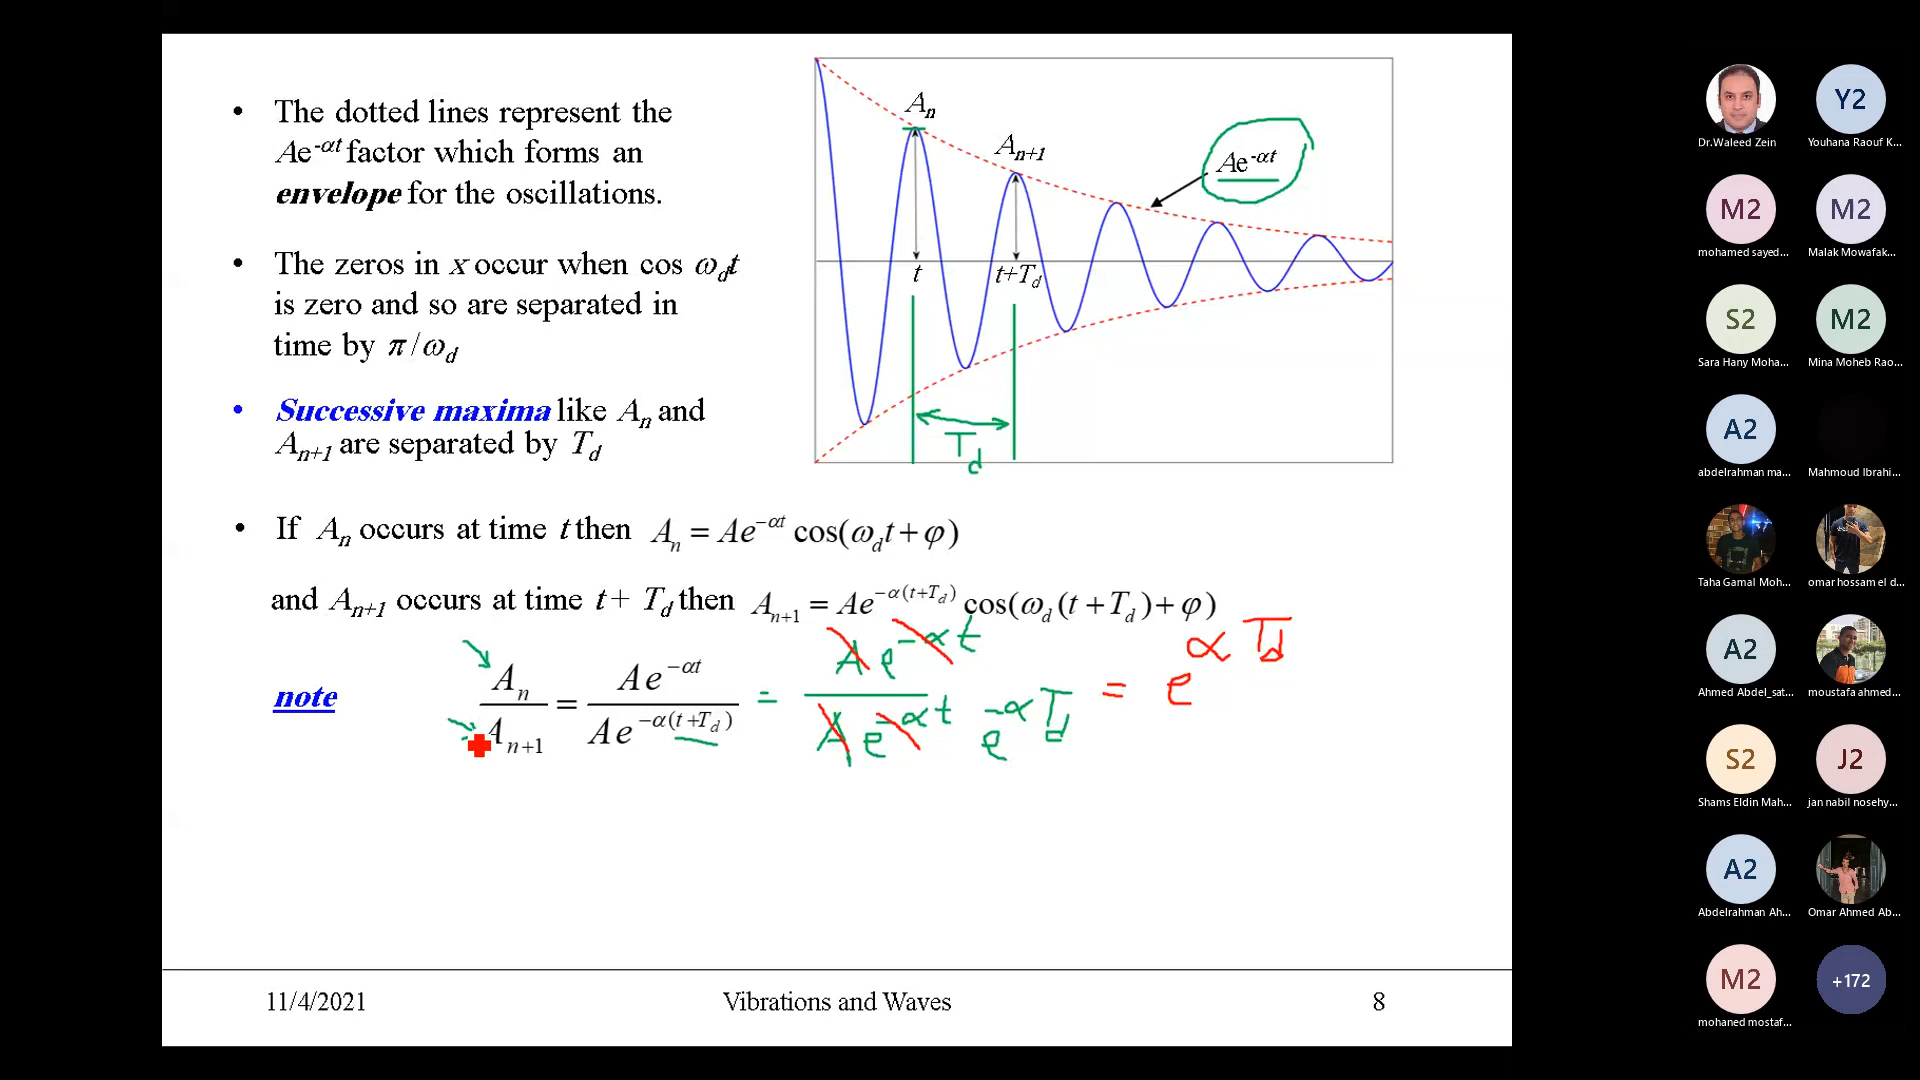 • The dotted lines represent the
Ae^-αt factor which forms an
envelope for the oscillations.
• The zeros in x occur when cos ω_d t
is zero and so are separated in
time by π/ω_d
• Successive maxima like A_n and
A_n+1 are separated by T_d
A_n
A_n+1
Ae^-αt
t
t+T_d
T_d
• If A_n occurs at time t then A_n = Ae^-αt cos(ω_d t + φ)
and A_n+1 occurs at time t + T_d then A_n+1 = Ae^-α(t+T_d) cos(ω_d (t + T_d) + φ)
note A_n / A_n+1 = Ae^-αt / Ae^-α(t+T_d) = A e^-αt / A e^-αt e^-αT_d = e^αT_d
11/4/2021 Vibrations and Waves 8
Dr.Waleed Zein
Y2
Youhana Raouf K...
M2
mohamed sayed...
M2
Malak Mowafak...
S2
Sara Hany Moha...
M2
Mina Moheb Rao...
A2
abdelrahman ma...
Mahmoud Ibrahi...
Taha Gamal Moh...
omar hossam el d...
A2
Ahmed Abdel_sat...
moustafa ahmed...
S2
Shams Eldin Mah...
J2
jan nabil nosehy...
A2
Abdelrahman Ah...
Omar Ahmed Ab...
M2
mohaned mostaf...
+172